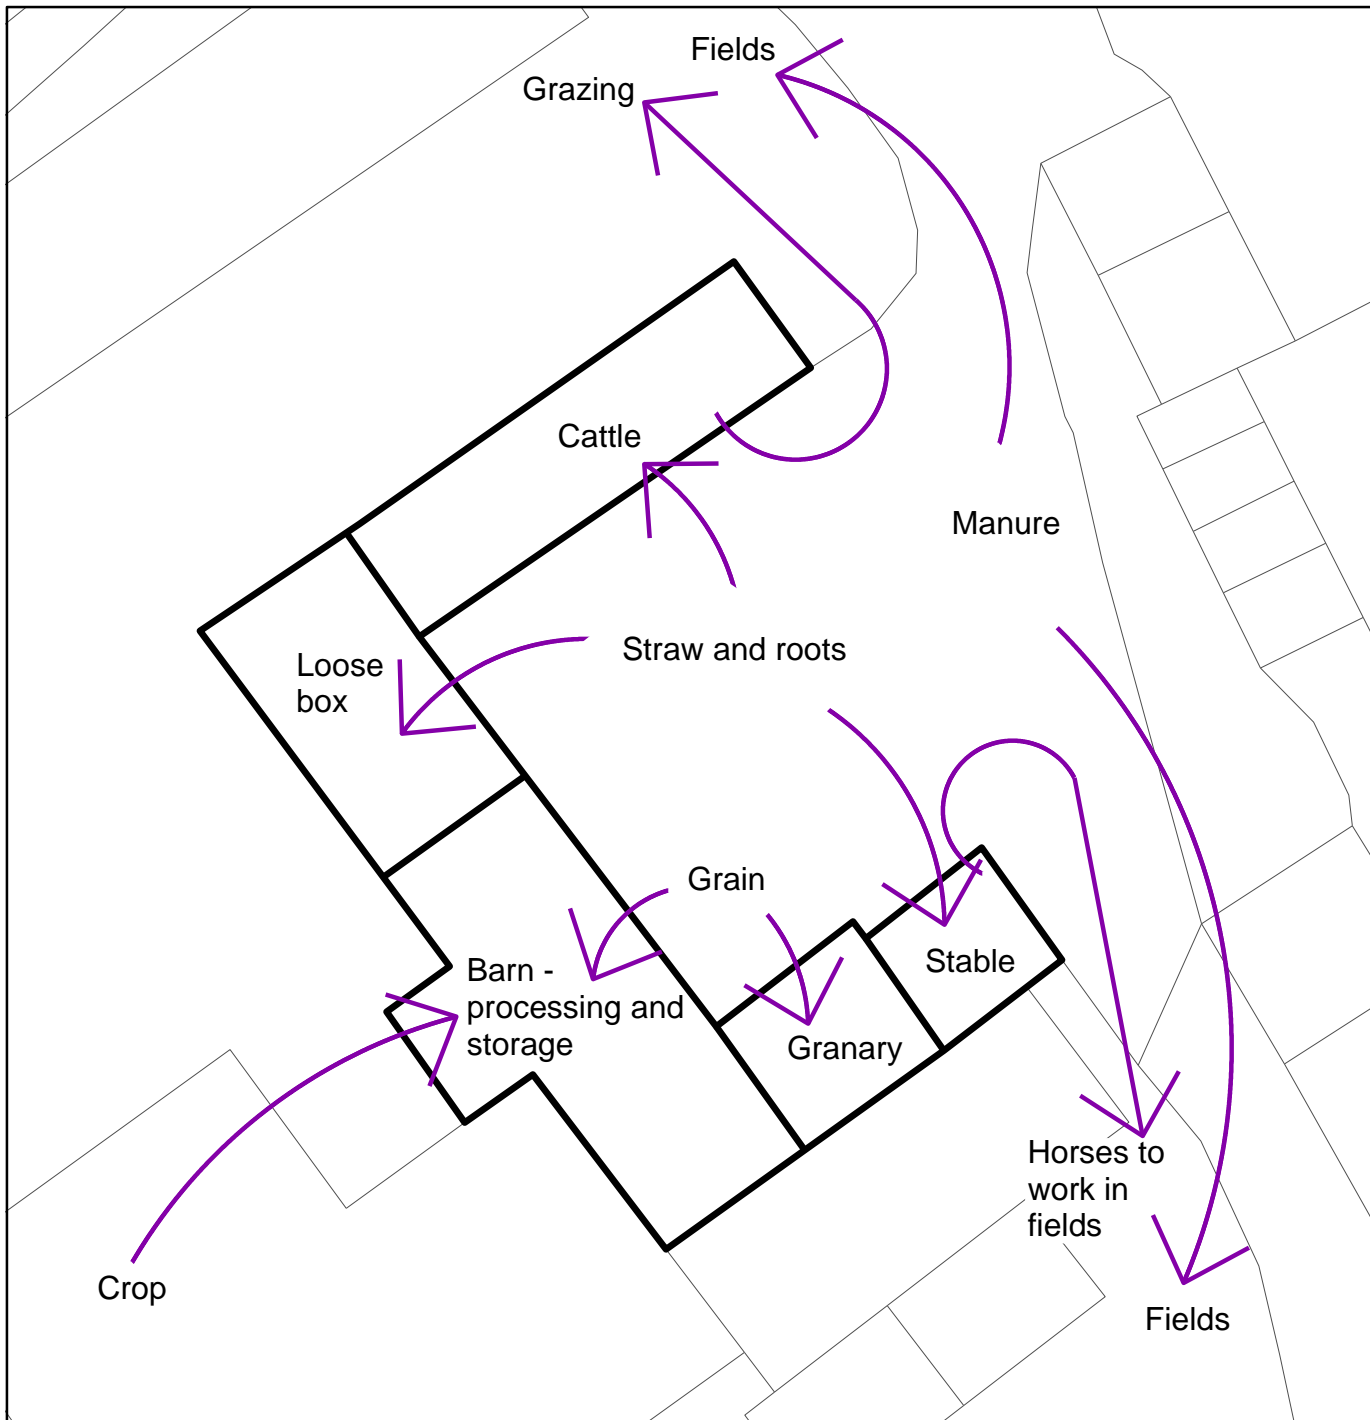 Fields
Grazing
Cattle
Manure
Straw and roots
Loose
box
Grain
Stable
Barn -
processing and
storage
Granary
Horses to
work in
fields
Crop
Fields